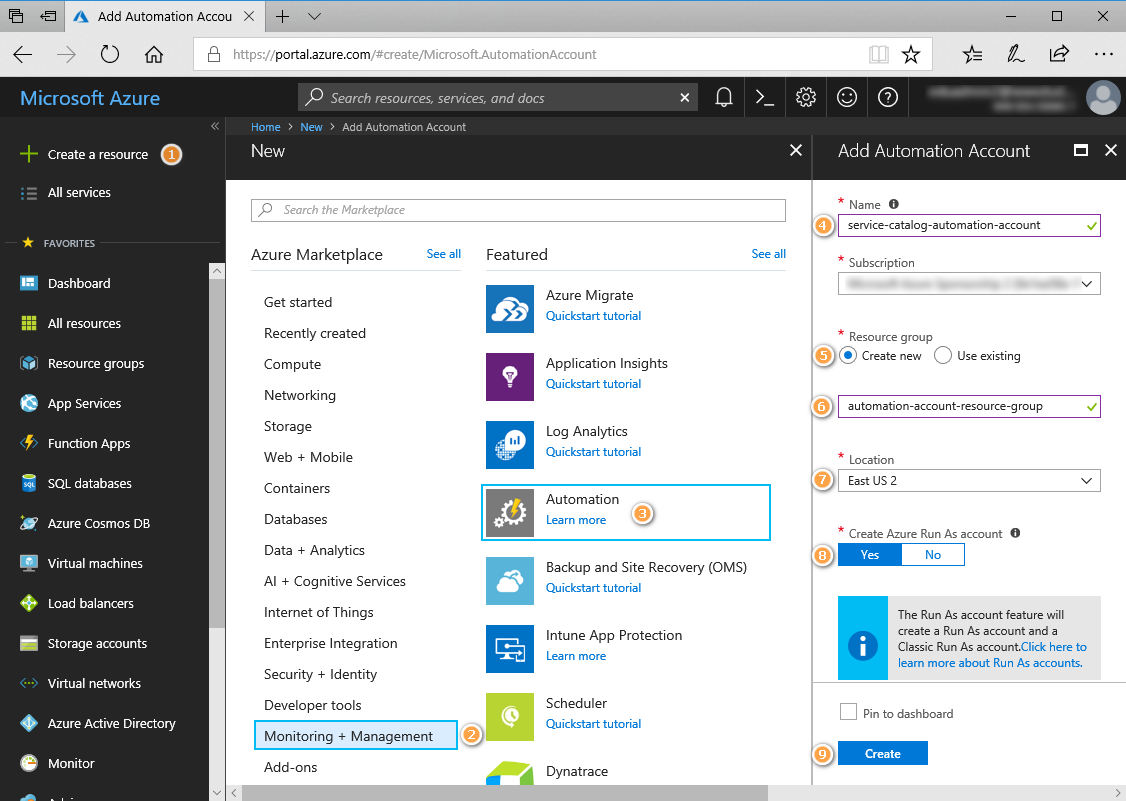 Add Automation Accou
https://portal.azure.com/#create/Microsoft.AutomationAccount
Microsoft Azure
Search resources, services, and docs
Home > New > Add Automation Account
Create a resource 1
All services
FAVORITES
Dashboard
All resources
Resource groups
App Services
Function Apps
SQL databases
Azure Cosmos DB
Virtual machines
Load balancers
Storage accounts
Virtual networks
Azure Active Directory
Monitor
New
Search the Marketplace
Azure Marketplace See all
Get started
Recently created
Compute
Networking
Storage
Web + Mobile
Containers
Databases
Data + Analytics
AI + Cognitive Services
Internet of Things
Enterprise Integration
Security + Identity
Developer tools
Monitoring + Management 2
Add-ons
Featured See all
Azure Migrate
Quickstart tutorial
Application Insights
Quickstart tutorial
Log Analytics
Quickstart tutorial
Automation
Learn more 3
Backup and Site Recovery (OMS)
Quickstart tutorial
Intune App Protection
Learn more
Scheduler
Quickstart tutorial
Dynatrace
Add Automation Account
* Name
4 service-catalog-automation-account
* Subscription
* Resource group
5 Create new Use existing
6 automation-account-resource-group
* Location
7 East US 2
* Create Azure Run As account
8 Yes No
The Run As account feature will
create a Run As account and a
Classic Run As account.Click here to
learn more about Run As accounts.
Pin to dashboard
9 Create